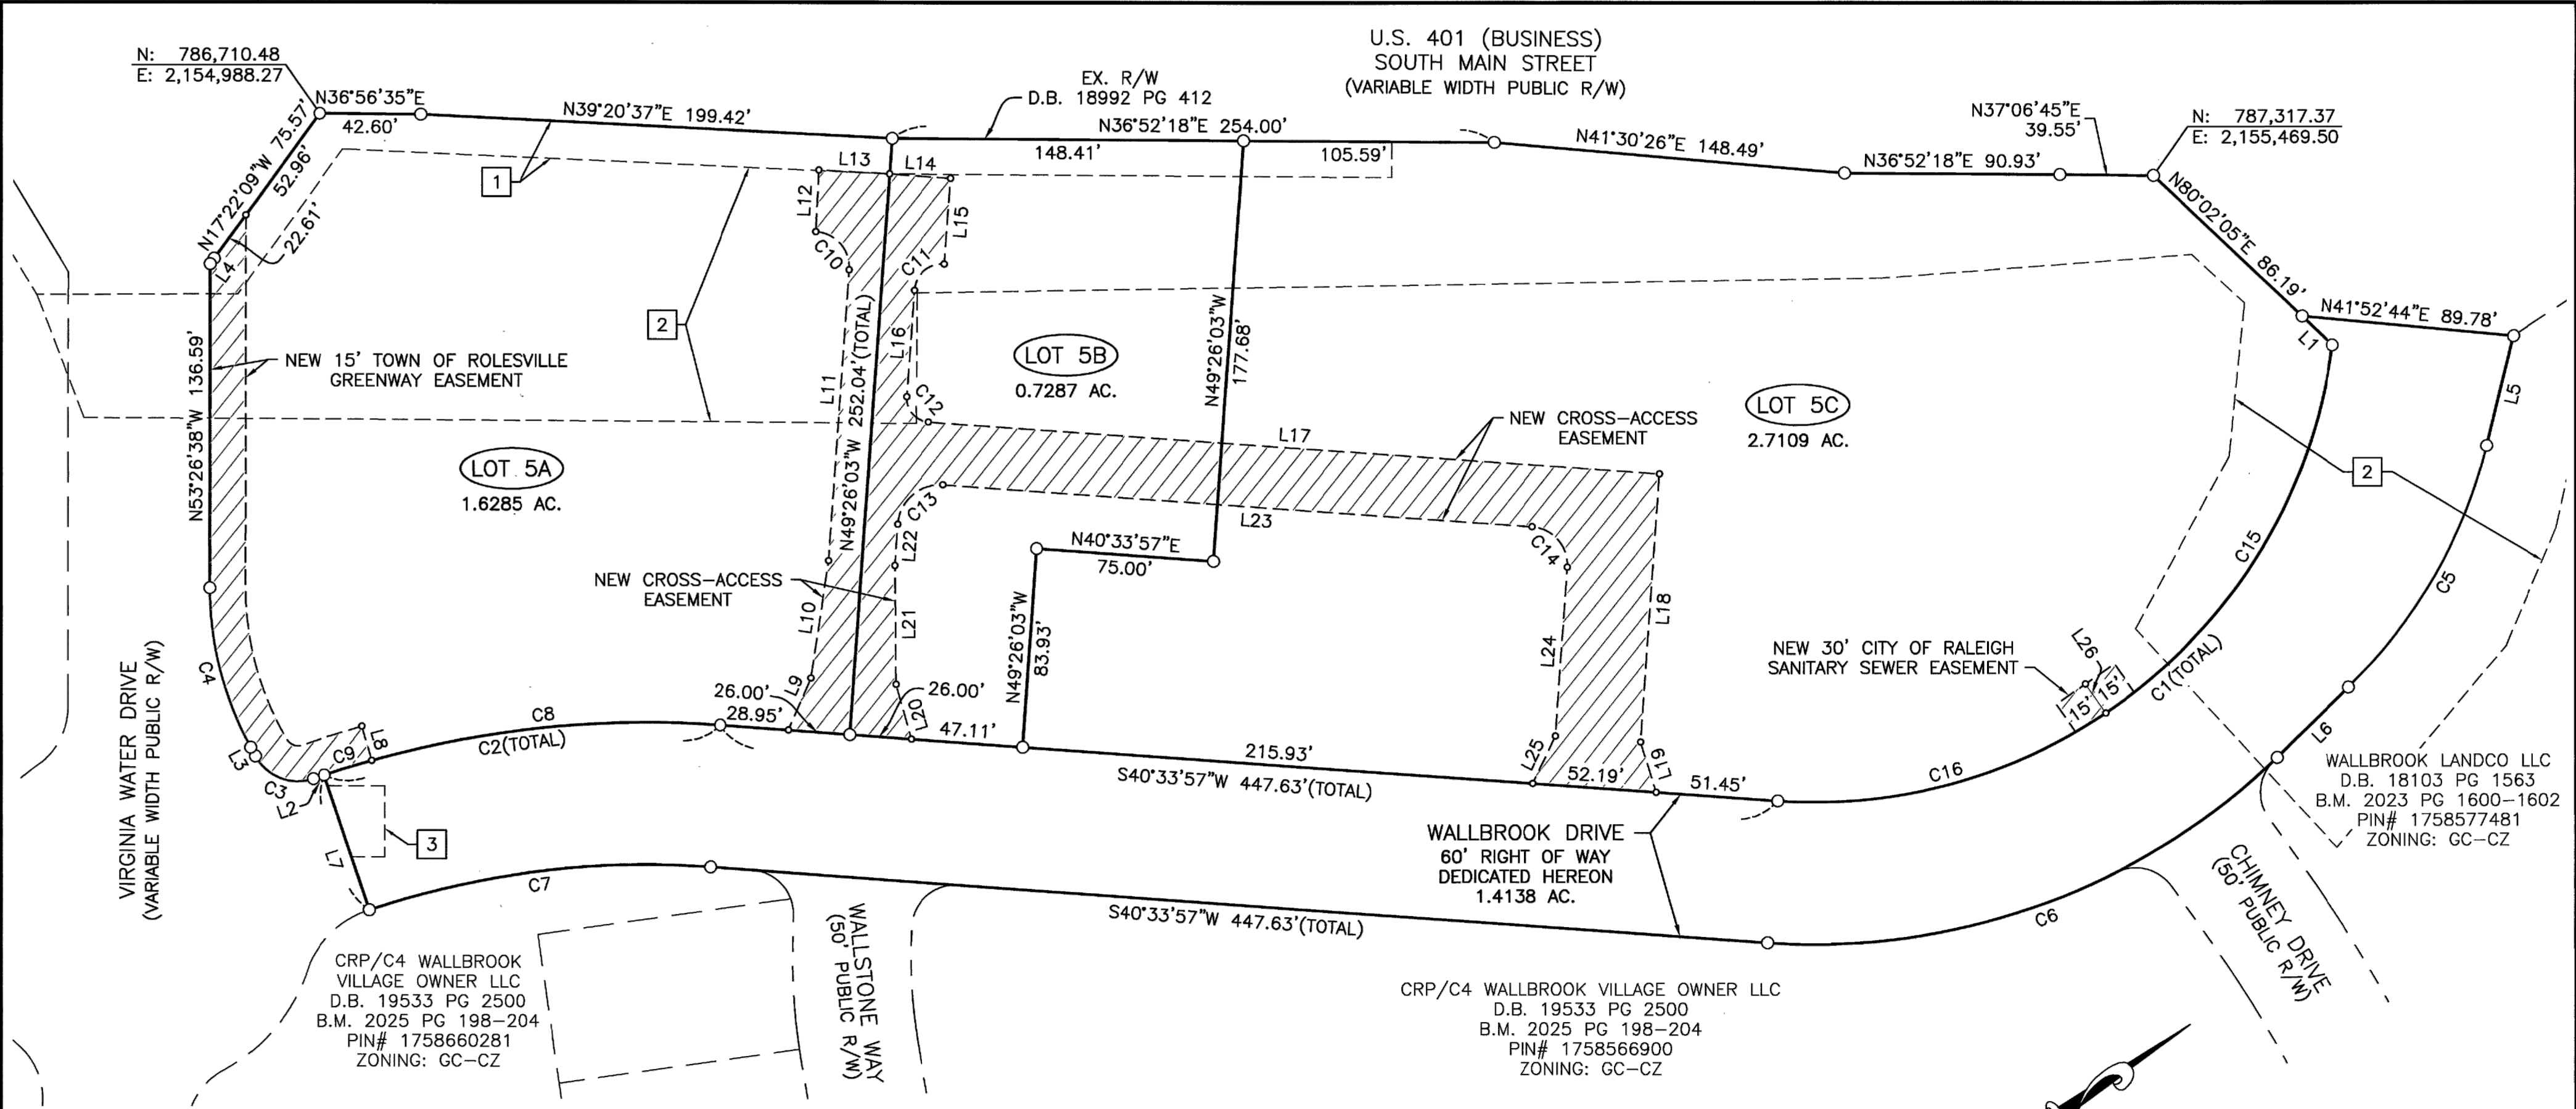 U.S. 401 (BUSINESS)
SOUTH MAIN STREET
(VARIABLE WIDTH PUBLIC R/W)
N: 786,710.48
E: 2,154,988.27
N36°56'35"E
42.60'
N39°20'37"E 199.42'
EX. R/W
D.B. 18992 PG 412
N36°52'18"E 254.00'
148.41'
105.59'
N41°30'26"E 148.49'
N36°52'18"E 90.93'
N37°06'45"E
39.55'
N: 787,317.37
E: 2,155,469.50
N80°02'05"E 86.19'
N41°52'44"E 89.78'
N17°22'09"W 75.57'
52.96'
22.61'
L4
1
L13
L14
L12
L15
C10
C11
2
L1
L5
N53°26'38"W 136.59'
NEW 15' TOWN OF ROLESVILLE
GREENWAY EASEMENT
L11
N49°26'03"W 252.04'(TOTAL)
L16
C12
LOT 5B
0.7287 AC.
N49°26'03"W
177.68'
LOT 5C
2.7109 AC.
NEW CROSS-ACCESS
EASEMENT
L17
2
LOT 5A
1.6285 AC.
C13
L23
C14
C15
C5
L22
N40°33'57"E
75.00'
NEW CROSS-ACCESS
EASEMENT
L10
L21
N49°26'03"W
83.93'
L24
L18
NEW 30' CITY OF RALEIGH
SANITARY SEWER EASEMENT
L26
15'
15'
C1(TOTAL)
C4
VIRGINIA WATER DRIVE
(VARIABLE WIDTH PUBLIC R/W)
L3
C3
L2
C9
L8
C8
C2(TOTAL)
26.00'
28.95'
L9
26.00'
L20
47.11'
215.93'
S40°33'57"W 447.63'(TOTAL)
L25
52.19'
L19
51.45'
C16
L6
WALLBROOK LANDCO LLC
D.B. 18103 PG 1563
B.M. 2023 PG 1600-1602
PIN# 1758577481
ZONING: GC-CZ
3
L7
C7
WALLBROOK DRIVE
60' RIGHT OF WAY
DEDICATED HEREON
1.4138 AC.
S40°33'57"W 447.63'(TOTAL)
C6
CHIMNEY DRIVE
(50' PUBLIC R/W)
WALLSTONE WAY
(50' PUBLIC R/W)
CRP/C4 WALLBROOK
VILLAGE OWNER LLC
D.B. 19533 PG 2500
B.M. 2025 PG 198-204
PIN# 1758660281
ZONING: GC-CZ
CRP/C4 WALLBROOK VILLAGE OWNER LLC
D.B. 19533 PG 2500
B.M. 2025 PG 198-204
PIN# 1758566900
ZONING: GC-CZ